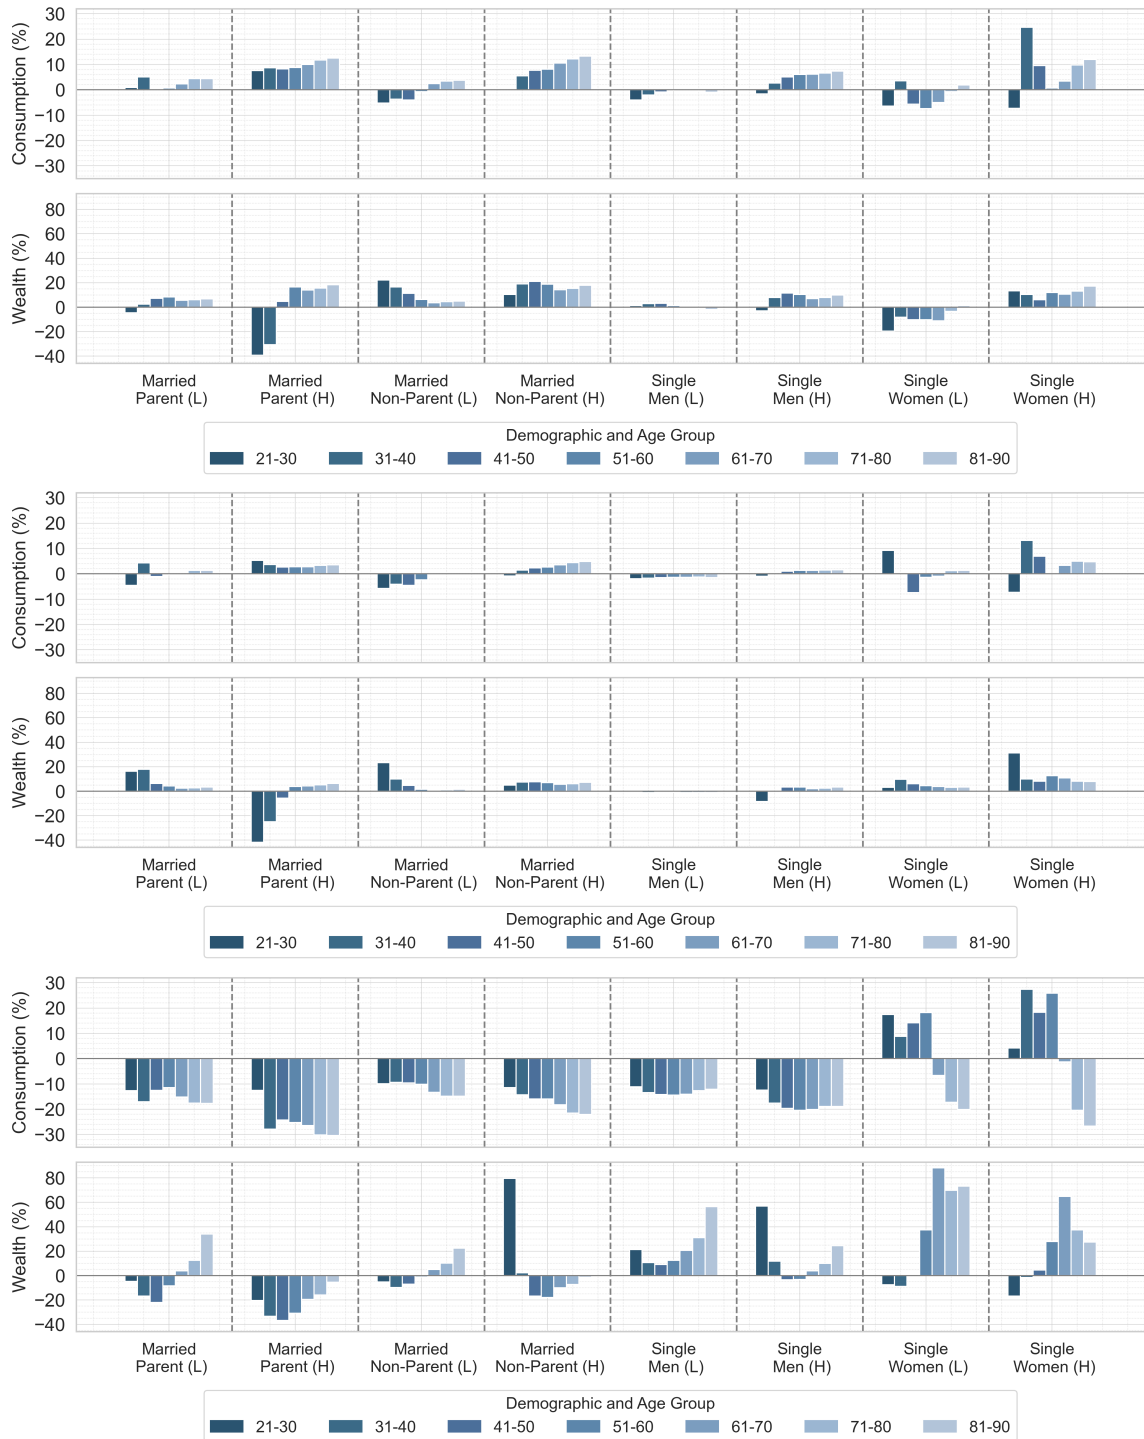 Consumption (%)
30
20
10
0
−10
−20
−30
Wealth (%)
80
60
40
20
0
−20
−40
Married Married Married Married Single Single Single Single
Parent (L) Parent (H) Non-Parent (L) Non-Parent (H) Men (L) Men (H) Women (L) Women (H)
Demographic and Age Group
21-30 31-40 41-50 51-60 61-70 71-80 81-90
Consumption (%)
30
20
10
0
−10
−20
−30
Wealth (%)
80
60
40
20
0
−20
−40
Married Married Married Married Single Single Single Single
Parent (L) Parent (H) Non-Parent (L) Non-Parent (H) Men (L) Men (H) Women (L) Women (H)
Demographic and Age Group
21-30 31-40 41-50 51-60 61-70 71-80 81-90
Consumption (%)
30
20
10
0
−10
−20
−30
Wealth (%)
80
60
40
20
0
−20
−40
Married Married Married Married Single Single Single Single
Parent (L) Parent (H) Non-Parent (L) Non-Parent (H) Men (L) Men (H) Women (L) Women (H)
Demographic and Age Group
21-30 31-40 41-50 51-60 61-70 71-80 81-90